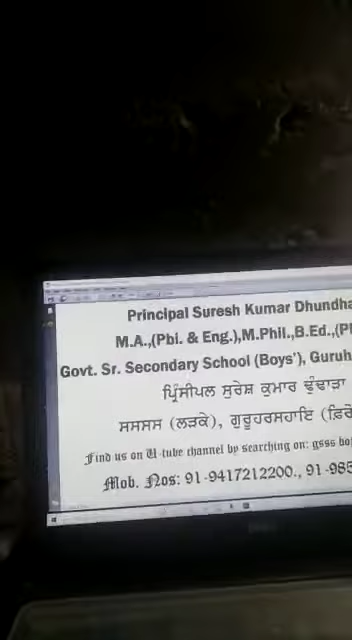 Principal Suresh Kumar Dhundha
M.A.,(Pbi. & Eng.),M.Phil.,B.Ed.,(P
Govt. Sr. Secondary School (Boys'), Guruh
ਪ੍ਰਿੰਸੀਪਲ ਸੁਰੇਸ਼ ਕੁਮਾਰ ਢੁੰਢਾੜਾ
ਸਸਸਸ (ਲੜਕੇ), ਗੁਰੂਹਰਸਹਾਇ (ਫ਼ਿਰੋ
Find us on U-tube channel by searching on: gsss bo
Mob. Nos: 91-9417212200., 91-985